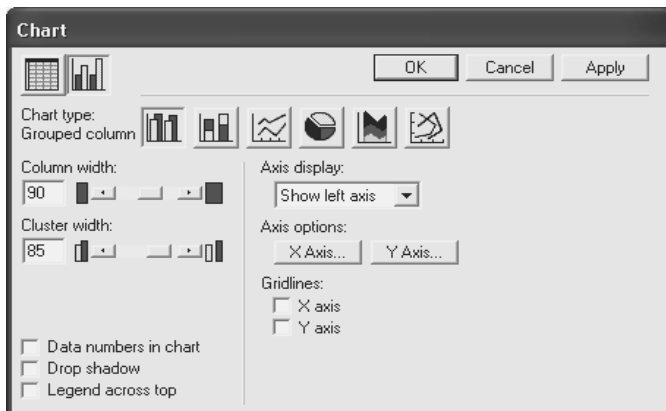 Chart
OK Cancel Apply
Chart type:
Grouped column
Column width:
90
Cluster width:
85
Data numbers in chart
Drop shadow
Legend across top
Axis display:
Show left axis
Axis options:
X Axis... Y Axis...
Gridlines:
X axis
Y axis